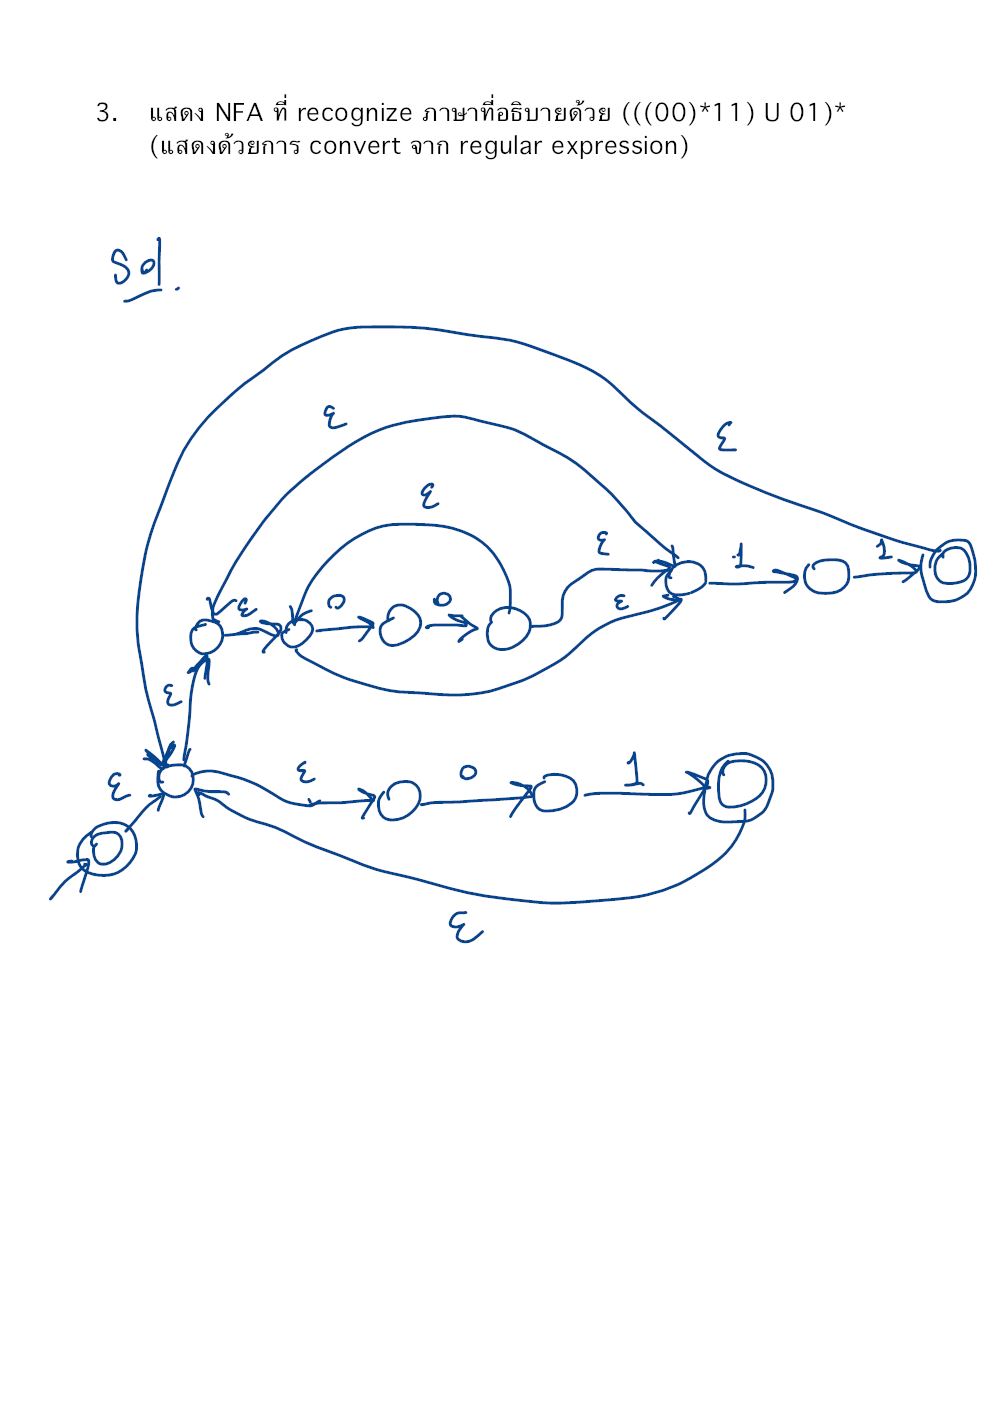 3. แสดง NFA ที่ recognize ภาษาที่อธิบายด้วย (((00)*11) U 01)*
(แสดงด้วยการ convert จาก regular expression)
Sol.
ε
ε
ε
ε 1 1
ε 0 0 ε
ε
ε ε 0 1
ε